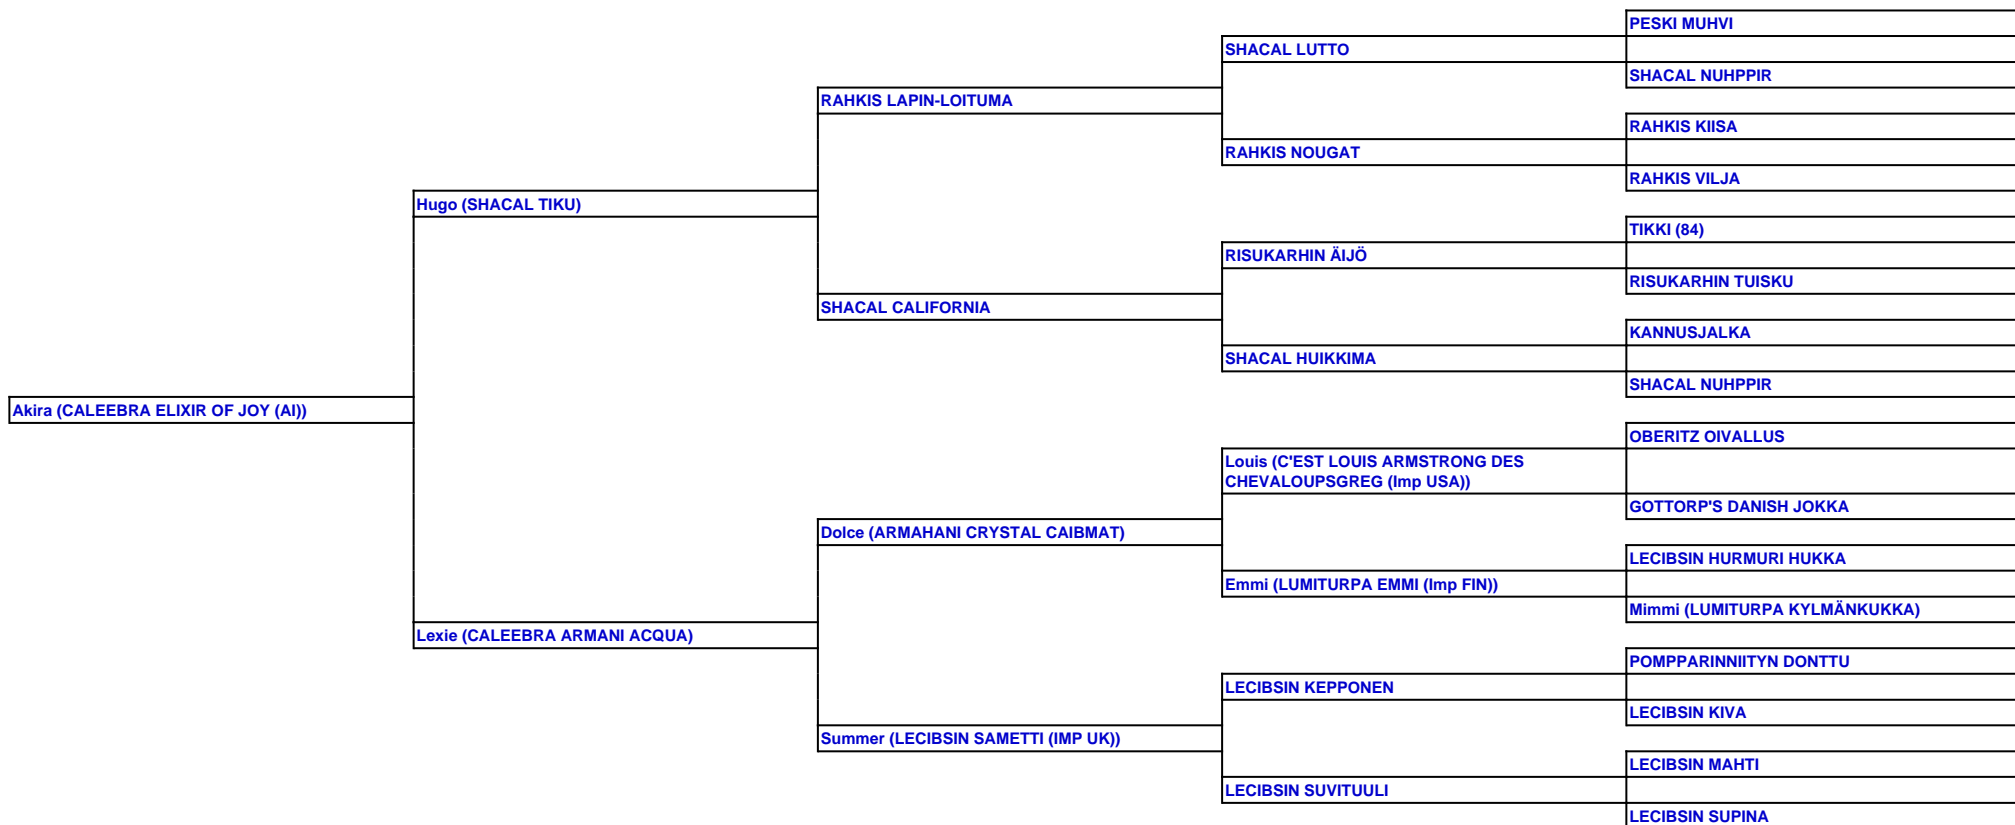 PESKI MUHVI
SHACAL LUTTO
SHACAL NUHPPIR
RAHKIS LAPIN-LOITUMA
RAHKIS KIISA
RAHKIS NOUGAT
RAHKIS VILJA
Hugo (SHACAL TIKU)
TIKKI (84)
RISUKARHIN ÄIJÖ
RISUKARHIN TUISKU
SHACAL CALIFORNIA
KANNUSJALKA
SHACAL HUIKKIMA
SHACAL NUHPPIR
Akira (CALEEBRA ELIXIR OF JOY (AI))
OBERITZ OIVALLUS
Louis (C'EST LOUIS ARMSTRONG DES
CHEVALOUPSGREG (Imp USA))
GOTTORP'S DANISH JOKKA
Dolce (ARMAHANI CRYSTAL CAIBMAT)
LECIBSIN HURMURI HUKKA
Emmi (LUMITURPA EMMI (Imp FIN))
Mimmi (LUMITURPA KYLMÄNKUKKA)
Lexie (CALEEBRA ARMANI ACQUA)
POMPPARINNIITYN DONTTU
LECIBSIN KEPPONEN
LECIBSIN KIVA
Summer (LECIBSIN SAMETTI (IMP UK))
LECIBSIN MAHTI
LECIBSIN SUVITUULI
LECIBSIN SUPINA